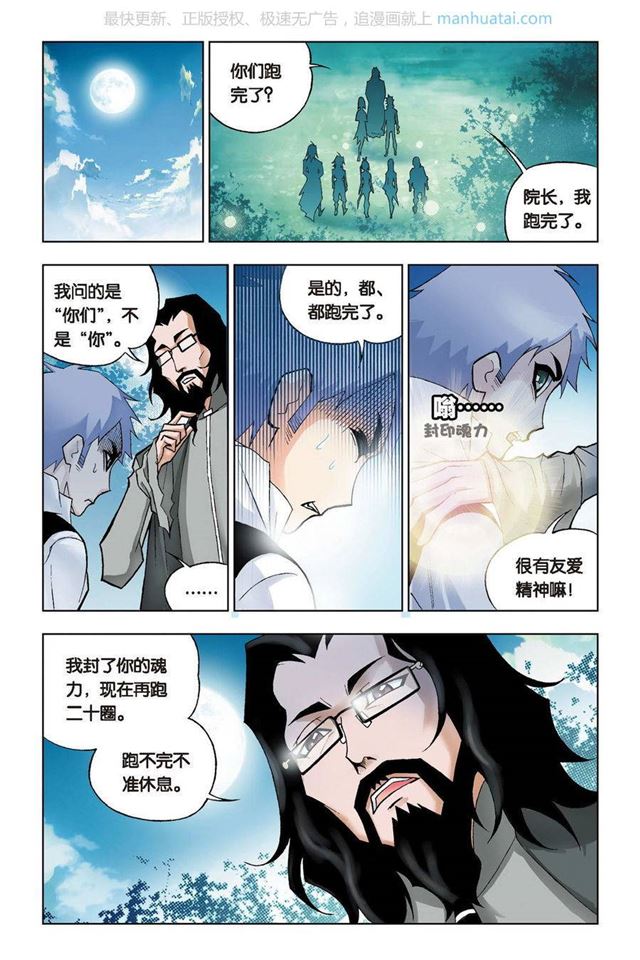 最快更新、正版授权、极速无广告，追漫画就上 manhuatai.com
你们跑
完了？
院长，我
跑完了。
我问的是
“你们”，不
是“你”。
……
是的，都、
都跑完了。
嗡……
封印魂力
很有友爱
精神嘛！
我封了你的魂
力，现在再跑
二十圈。
跑不完不
准休息。